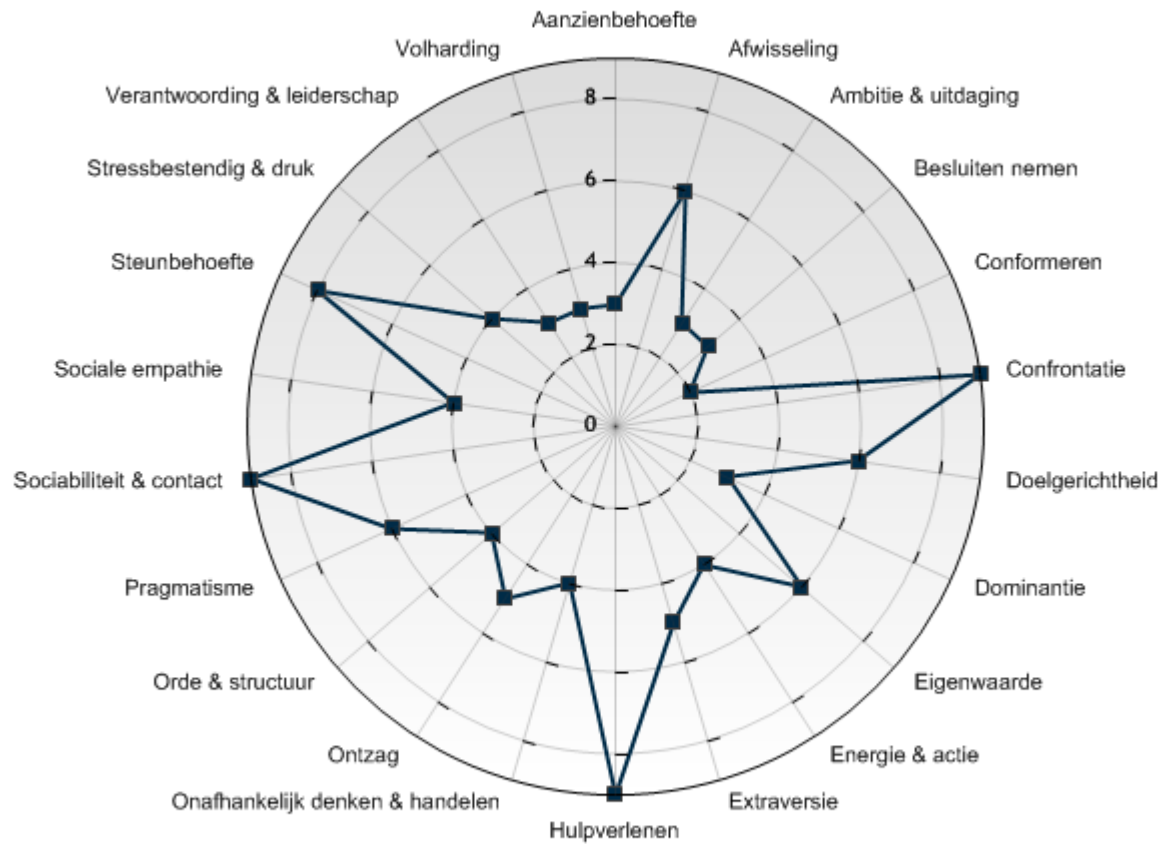 Aanzienbehoefte
Volharding
Afwisseling
Verantwoording & leiderschap
8
Ambitie & uitdaging
Stressbestendig & druk
6
Besluiten nemen
Steunbehoefte
4
Conformeren
2
Sociale empathie
Confrontatie
0
Sociabiliteit & contact
Doelgerichtheid
Pragmatisme
Dominantie
Orde & structuur
Eigenwaarde
Ontzag
Energie & actie
Onafhankelijk denken & handelen
Extraversie
Hulpverlenen